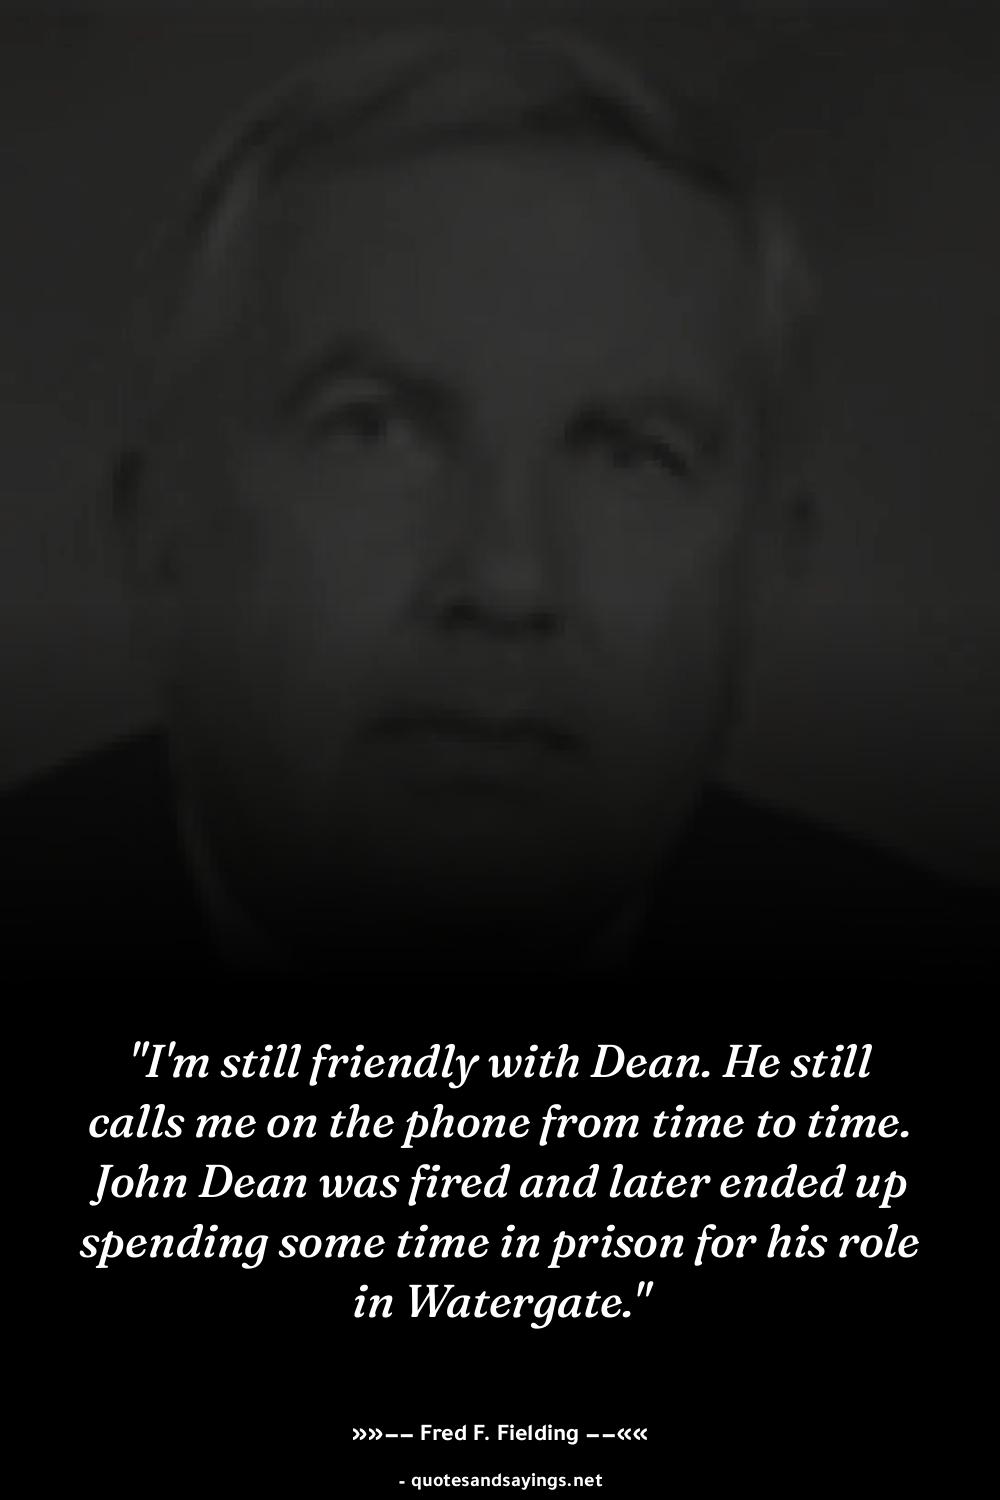 "I'm still friendly with Dean. He still
calls me on the phone from time to time.
John Dean was fired and later ended up
spending some time in prison for his role
in Watergate."
»»–– Fred F. Fielding ––««
- quotesandsayings.net